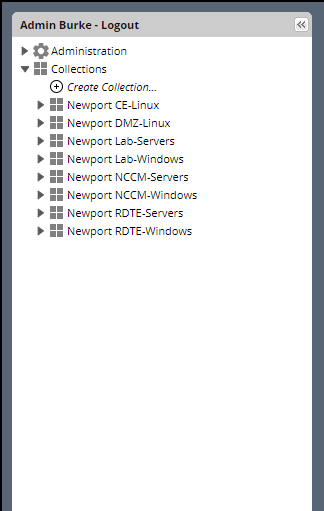 Admin Burke - Logout
Administration
Collections
Create Collection...
Newport CE-Linux
Newport DMZ-Linux
Newport Lab-Servers
Newport Lab-Windows
Newport NCCM-Servers
Newport NCCM-Windows
Newport RDTE-Servers
Newport RDTE-Windows